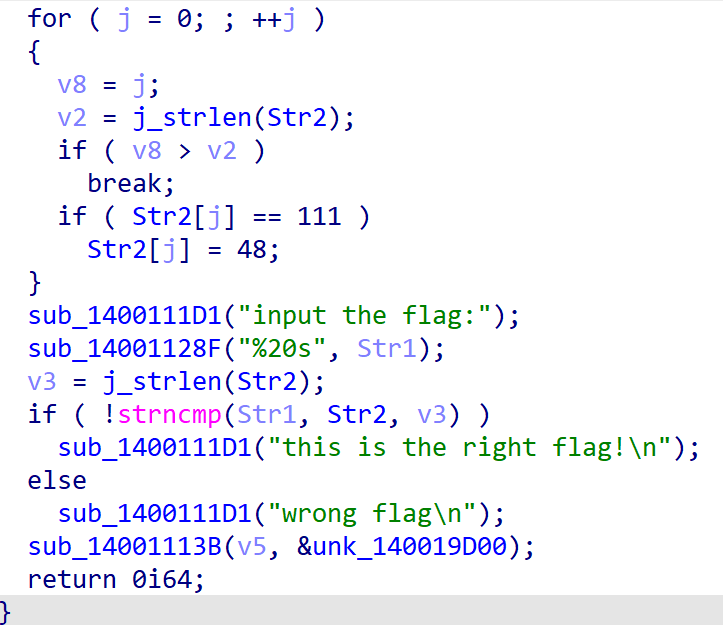 for ( j = 0; ; ++j )
{
v8 = j;
v2 = j_strlen(Str2);
if ( v8 > v2 )
break;
if ( Str2[j] == 111 )
Str2[j] = 48;
}
sub_1400111D1("input the flag:");
sub_14001128F("%20s", Str1);
v3 = j_strlen(Str2);
if ( !strncmp(Str1, Str2, v3) )
sub_1400111D1("this is the right flag!\n");
else
sub_1400111D1("wrong flag\n");
sub_14001113B(v5, &unk_140019D00);
return 0i64;
}